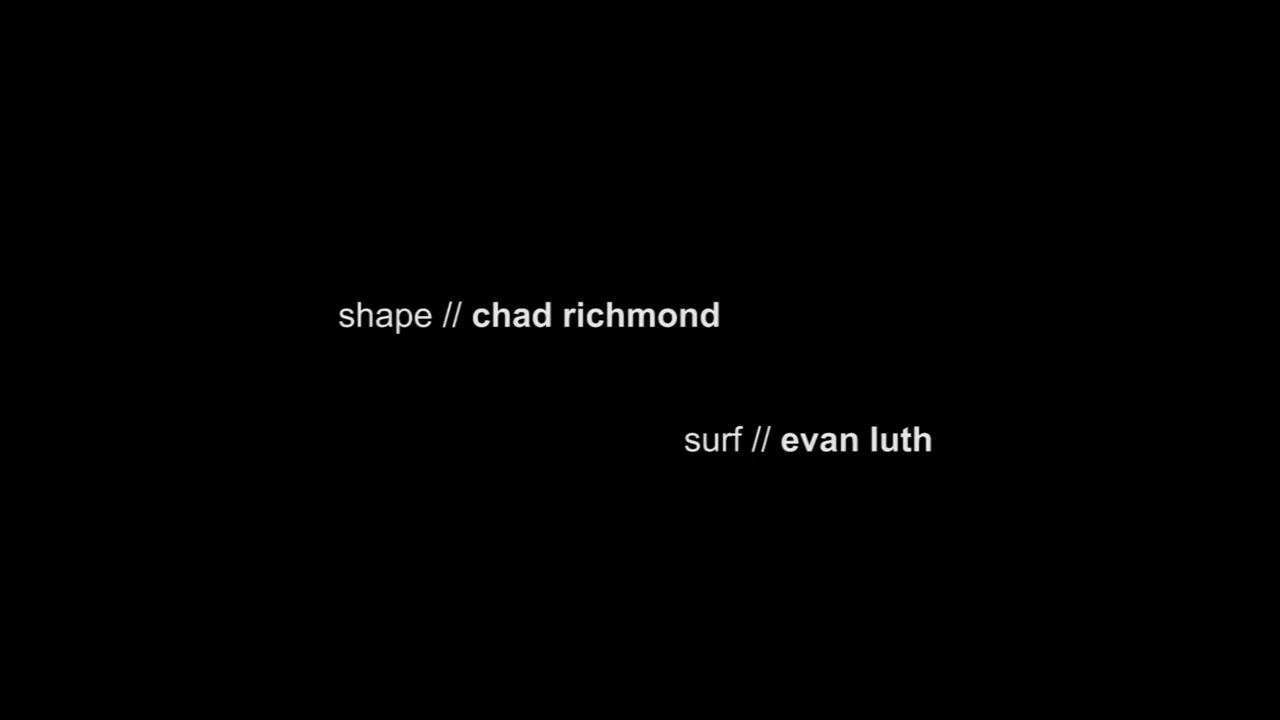 shape // chad richmond
surf // evan luth